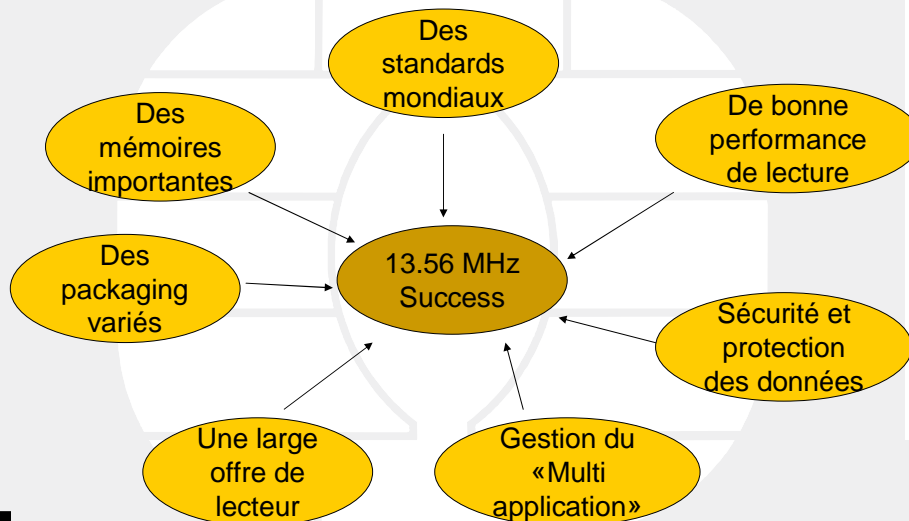 Des
standards
mondiaux
De bonne
performance
de lecture
Des
mémoires
importantes
13.56 MHz
Success
Des
packaging
variés
Sécurité et
protection
des données
Une large
offre de
lecteur
Gestion du
«Multi
application»